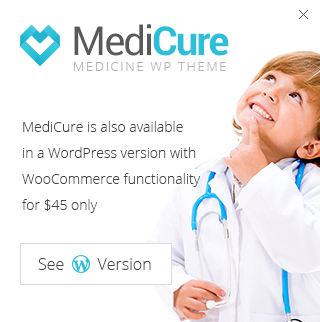 MediCure
MEDICINE WP THEME
MediCure is also available
in a WordPress version with
WooCommerce functionality
for $45 only
See Version